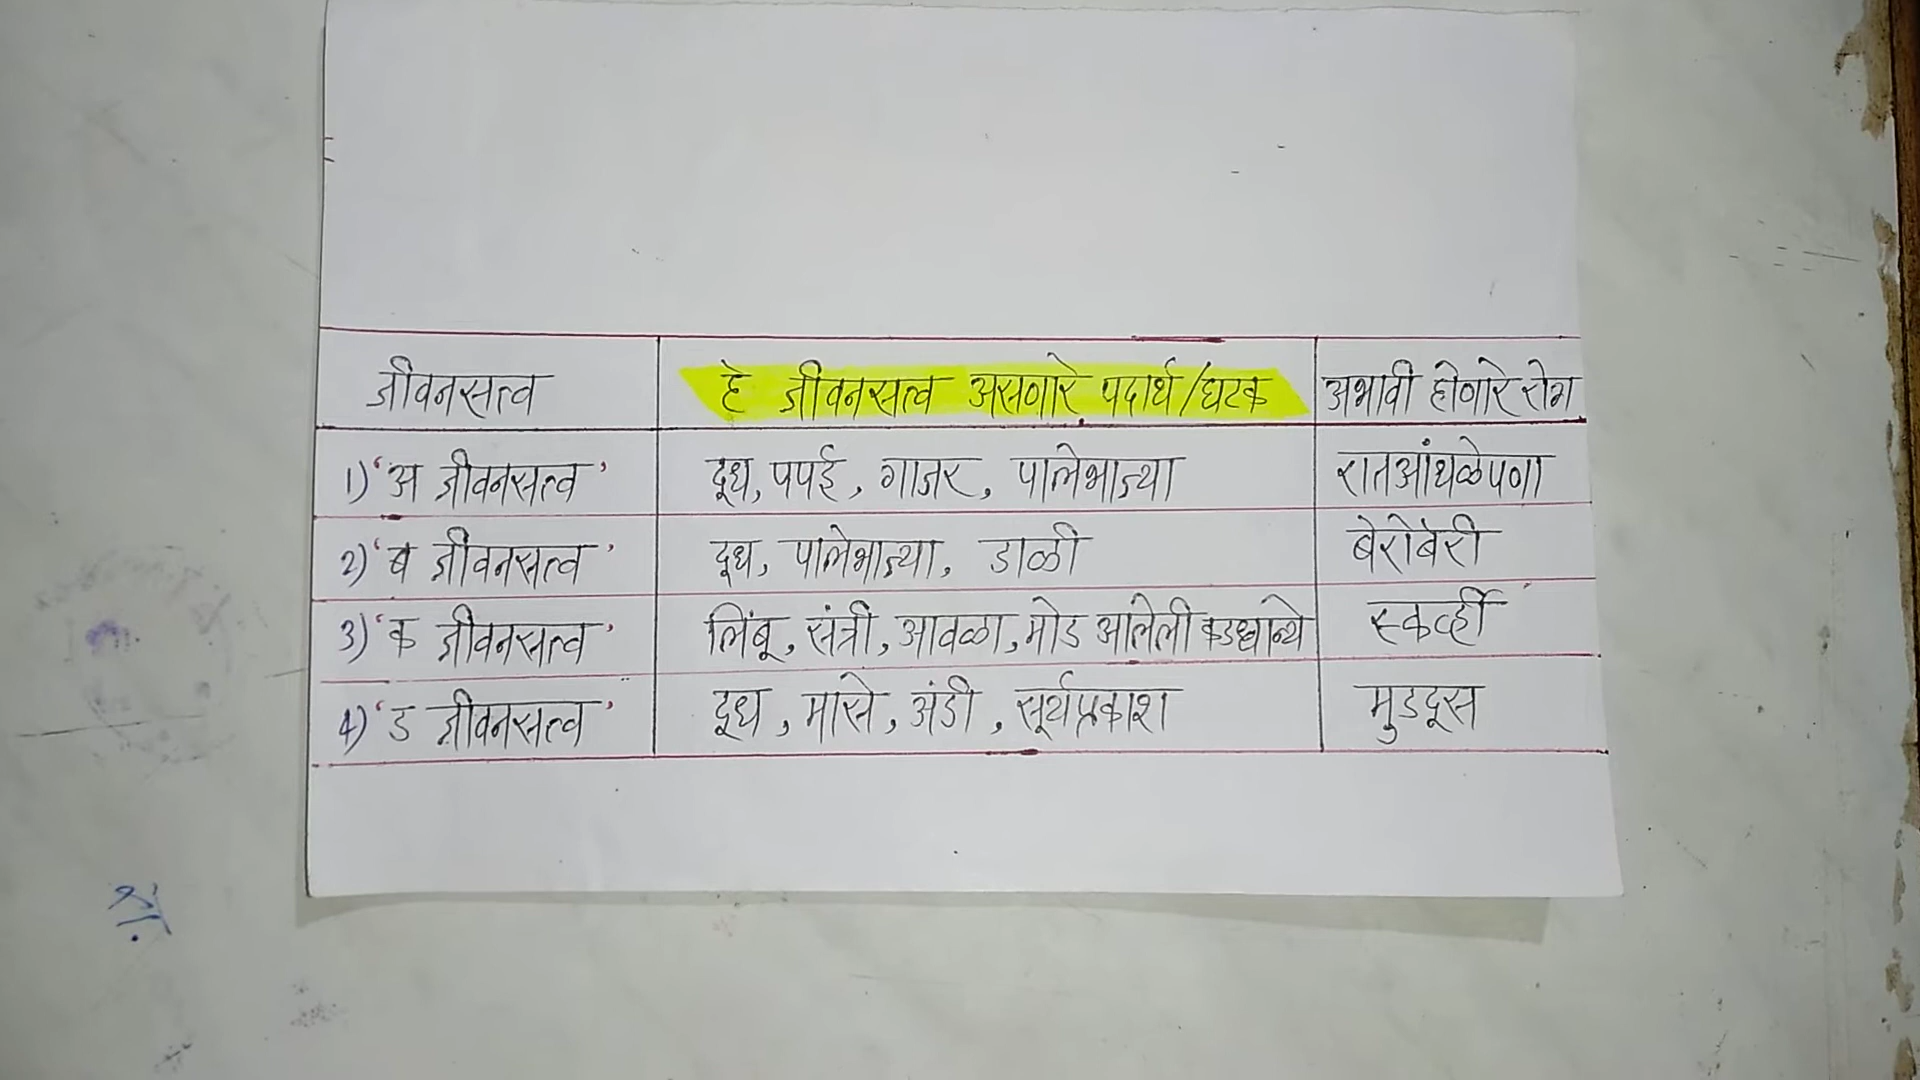 जीवनसत्व हे जीवनसत्व असणारे पदार्थ/घटक अभावी होणारे रोग
1) 'अ जीवनसत्व' दूध, पपई, गाजर, पालेभाज्या रातआंधळेपणा
2) 'ब जीवनसत्व' दूध, पालेभाज्या, डाळी बेरीबेरी
3) 'क जीवनसत्व' लिंबू, संत्री, आवळा, मोड आलेली कडधान्ये स्कर्व्ही
4) 'ड जीवनसत्व' दूध, मासे, अंडी, सूर्यप्रकाश मुडदूस